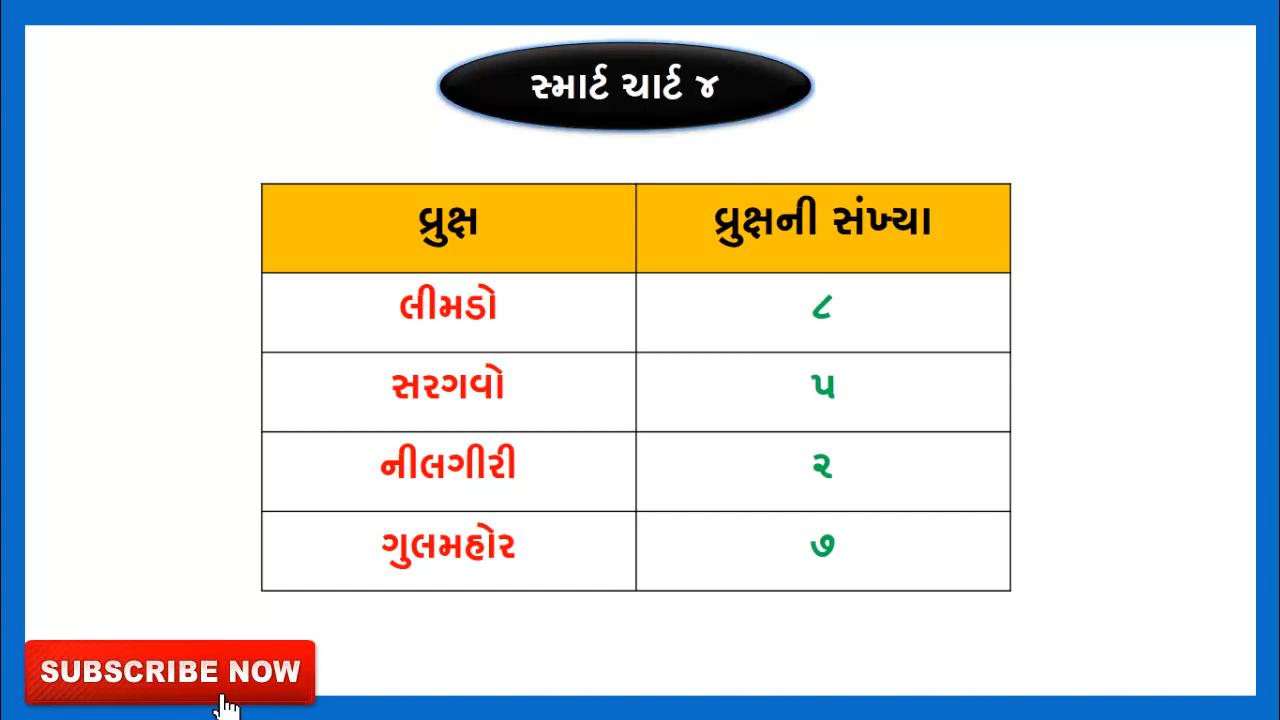 સ્માર્ટ ચાર્ટ ૪
વ્રુક્ષ વ્રુક્ષની સંખ્યા
લીમડો ૮
સરગવો ૫
નીલગીરી ૨
ગુલમહોર ૭
SUBSCRIBE NOW